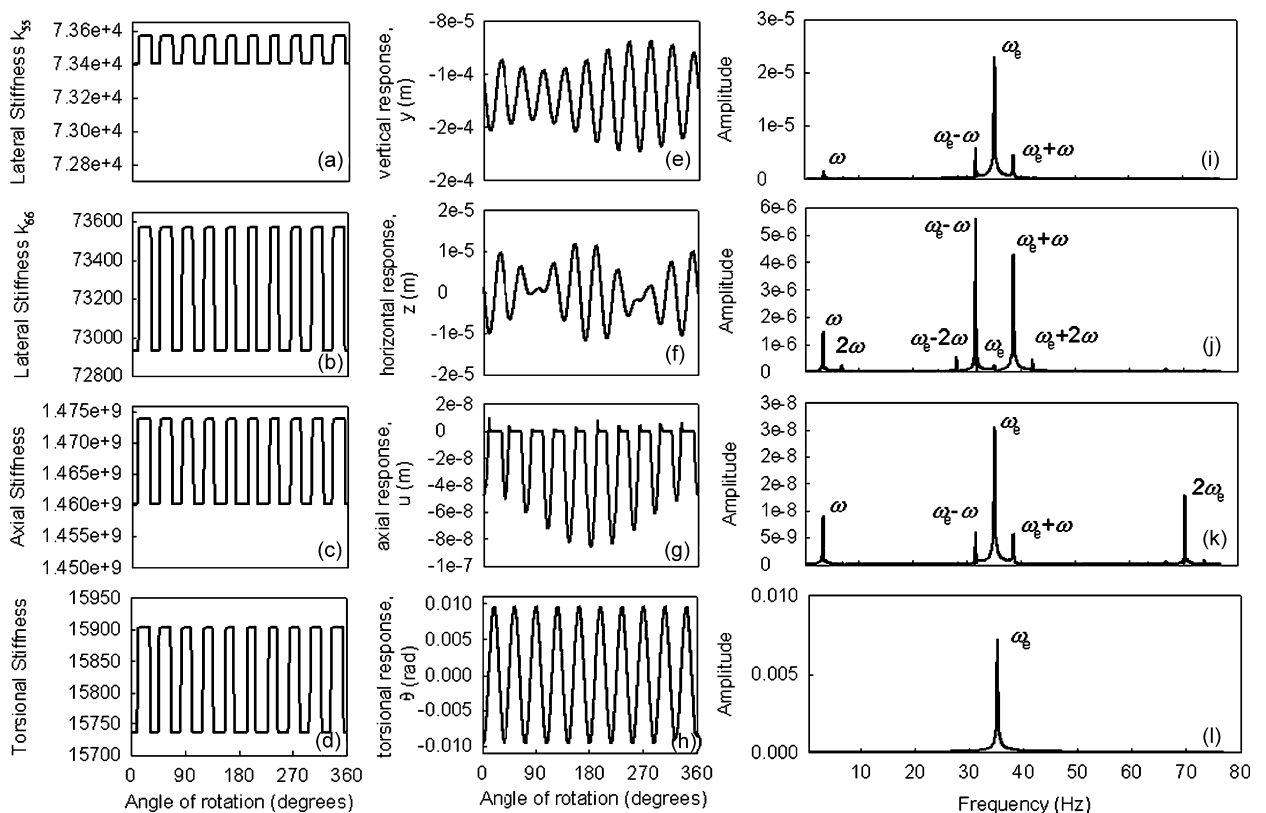 Lateral Stiffness k55
7.36e+4
7.34e+4
7.32e+4
7.30e+4
7.28e+4
(a)
vertical response,
y (m)
-8e-5
-1e-4
-2e-4
-2e-4
(e)
Amplitude
3e-5
2e-5
1e-5
0
ω
ωe-ω
ωe
ωe+ω
(i)
Lateral Stiffness k66
73600
73400
73200
73000
72800
(b)
horizontal response,
z (m)
2e-5
1e-5
0
-1e-5
-2e-5
(f)
Amplitude
6e-6
5e-6
4e-6
3e-6
2e-6
1e-6
0
ω
2ω
ωe-2ω
ωe-ω
ωe
ωe+ω
ωe+2ω
(j)
Axial Stiffness
1.475e+9
1.470e+9
1.465e+9
1.460e+9
1.455e+9
1.450e+9
(c)
axial response,
u (m)
2e-8
0
-2e-8
-4e-8
-6e-8
-8e-8
-1e-7
(g)
Amplitude
3e-8
3e-8
2e-8
2e-8
1e-8
5e-9
0
ω
ωe-ω
ωe
ωe+ω
2ωe
(k)
Torsional Stiffness
15950
15900
15850
15800
15750
15700
(d)
0 90 180 270 360
Angle of rotation (degrees)
torsional response,
θ (rad)
0.010
0.005
0.000
-0.005
-0.010
(h)
0 90 180 270 360
Angle of rotation (degrees)
Amplitude
0.010
0.005
0.000
ωe
(l)
10 20 30 40 50 60 70 80
Frequency (Hz)